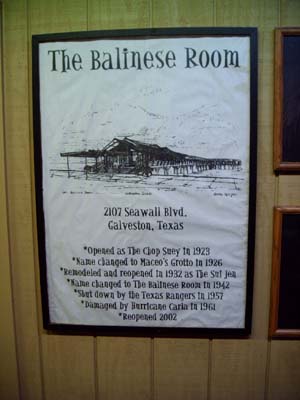 The Balinese Room
2107 Seawall Blvd.
Galveston, Texas
*Opened as The Chop Suey in 1923
*Name changed to Maceo's Grotto in 1926
*Remodeled and reopened in 1932 as The Sui Jen
*Name changed to The Balinese Room in 1942
*Shut down by the Texas Rangers in 1957
*Damaged by Hurricane Carla in 1961
*Reopened 2002